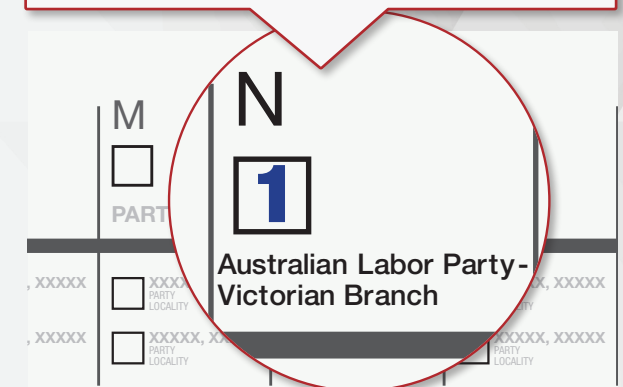 M
N
PART
1
Australian Labor Party-
Victorian Branch
, XXXXX
XXXX
X, XXXXX
PARTY
LOCALITY
, XXXXX
XXXXX, X
XXXX, XXXXX
PARTY
LOCALITY
PARTY
LOCALITY